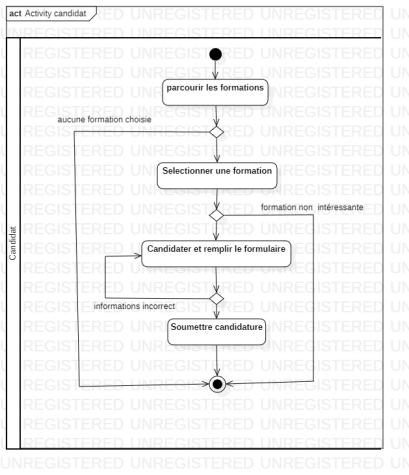 act Activity candidat
parcourir les formations
aucune formation choisie
Selectionner une formation
formation non intéressante
Candidater et remplir le formulaire
Candidat
informations incorrect
Soumettre candidature
UNREGISTERED UNREGISTERED UNREGISTERED UN